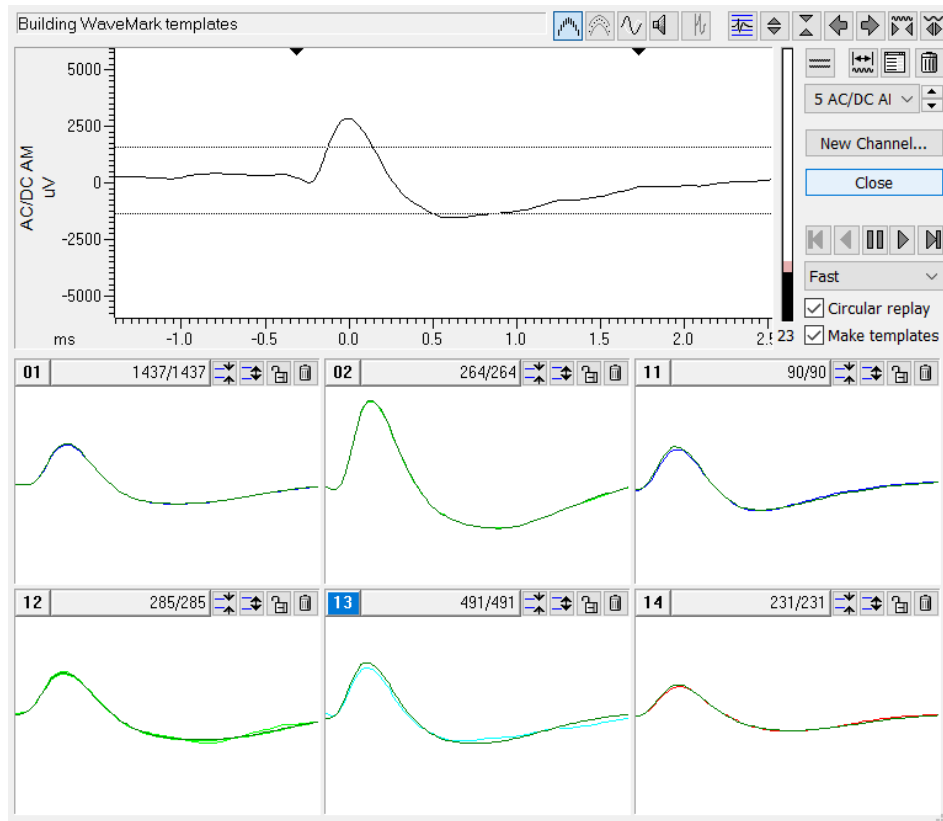 Building WaveMark templates
5000
2500
0
-2500
-5000
AC/DC AM
uV
ms
-1.0
-0.5
0.0
0.5
1.0
1.5
2.0
2.5
23
5 AC/DC AI
New Channel...
Close
Fast
Circular replay
Make templates
01 1437/1437
02 264/264
11 90/90
12 285/285
13 491/491
14 231/231